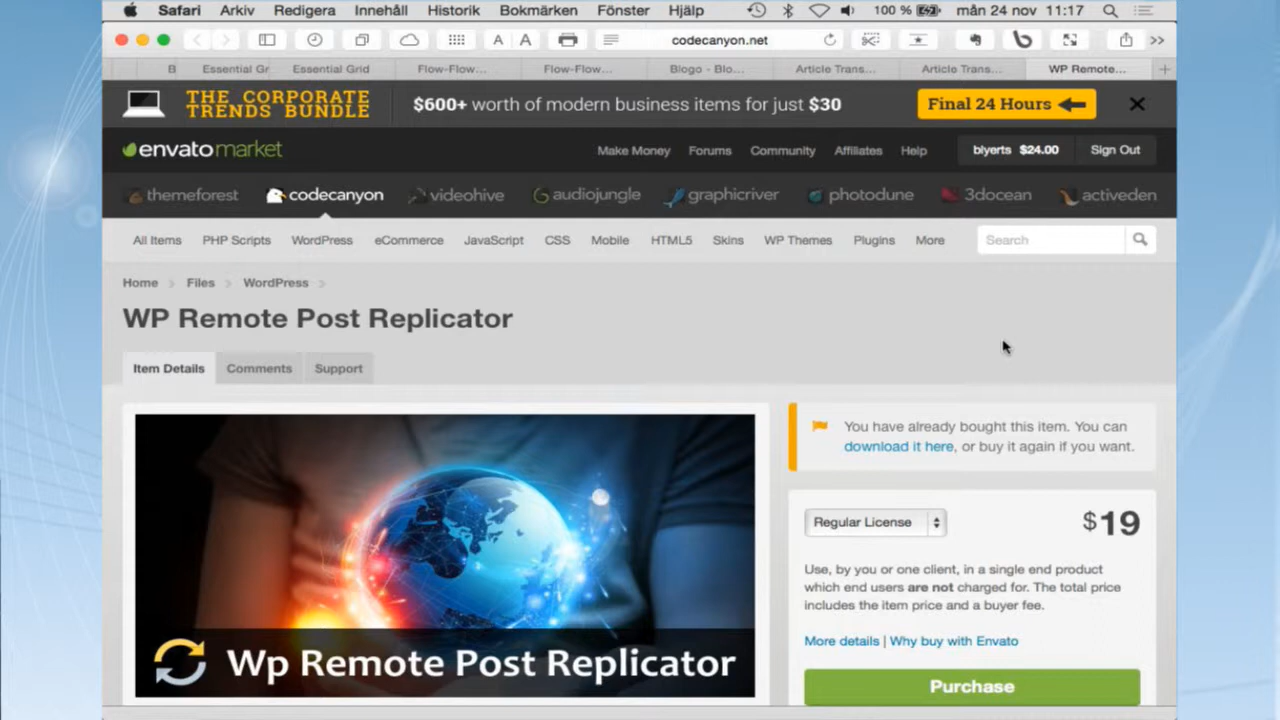 Safari Arkiv Redigera Innehåll Historik Bokmärken Fönster Hjälp 100 % mån 24 nov 11:17
A A codecanyon.net
B Essential Gr Essential Grid Flow-Flow... Flow-Flow... Blogo - Blo... Article Trans... Article Trans... WP Remote... +
THE CORPORATE
TRENDS BUNDLE
$600+ worth of modern business items for just $30
Final 24 Hours
envatomarket Make Money Forums Community Affiliates Help blyerts $24.00 Sign Out
themeforest codecanyon videohive audiojungle graphicriver photodune 3docean activeden
All Items PHP Scripts WordPress eCommerce JavaScript CSS Mobile HTML5 Skins WP Themes Plugins More Search
Home Files WordPress
WP Remote Post Replicator
Item Details Comments Support
You have already bought this item. You can
download it here, or buy it again if you want.
Regular License $19
Use, by you or one client, in a single end product
which end users are not charged for. The total price
includes the item price and a buyer fee.
More details | Why buy with Envato
Wp Remote Post Replicator
Purchase